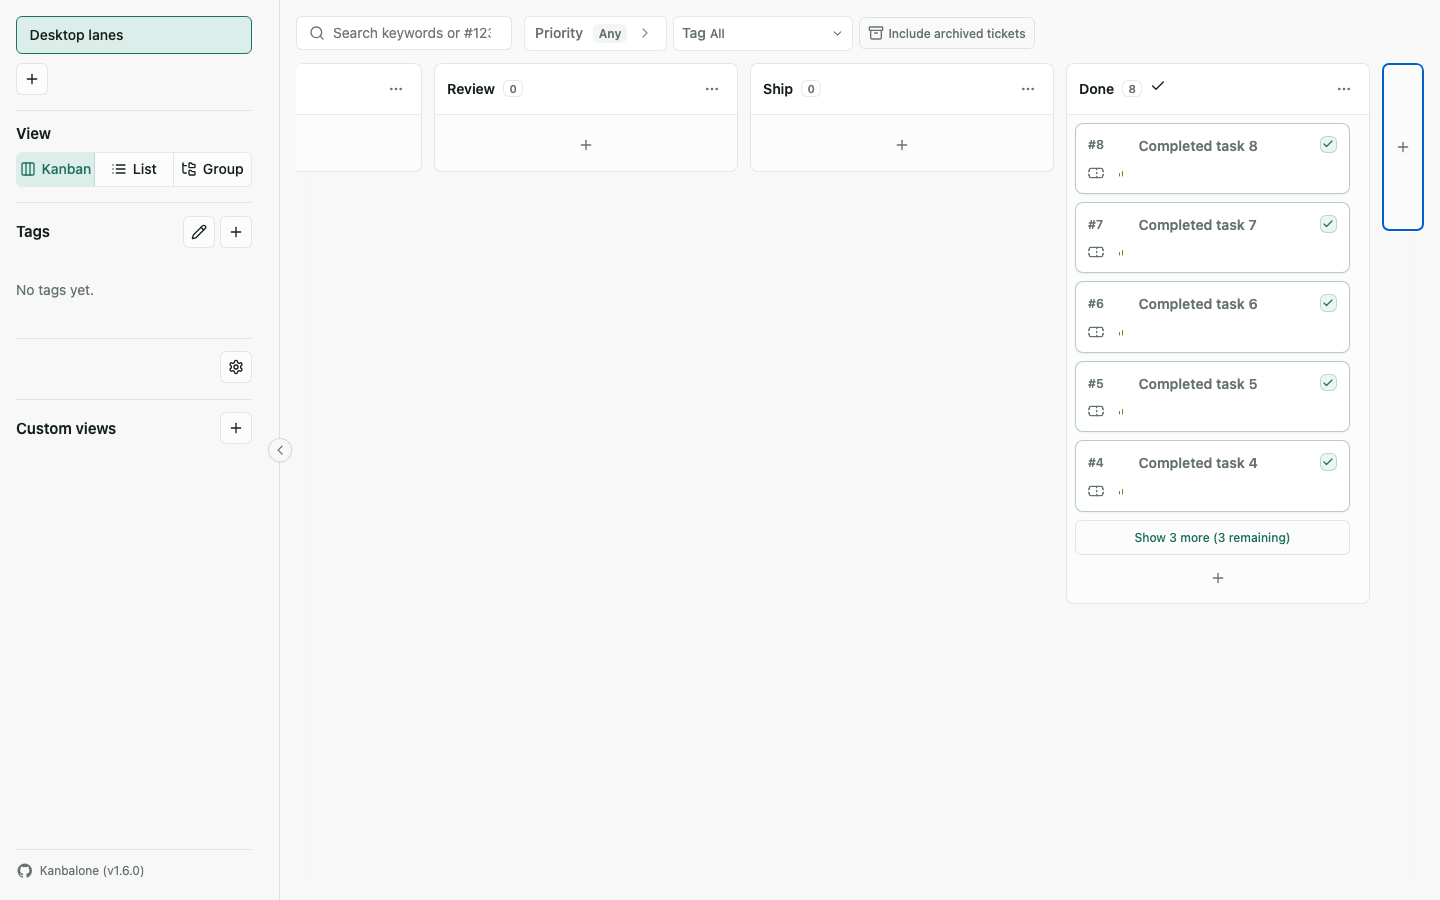 Desktop lanes
View
Kanban
List
Group
Tags
No tags yet.
Custom views
Kanbalone (v1.6.0)
Search keywords or #123
Priority Any
Tag All
Include archived tickets
Review 0
Ship 0
Done 8
#8 Completed task 8
#7 Completed task 7
#6 Completed task 6
#5 Completed task 5
#4 Completed task 4
Show 3 more (3 remaining)